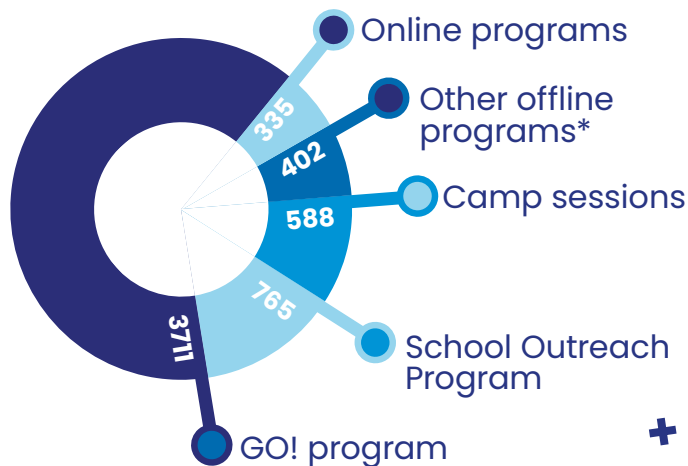 Online programs
335
Other offline
programs*
402
Camp sessions
588
765
School Outreach
Program
3711
GO! program